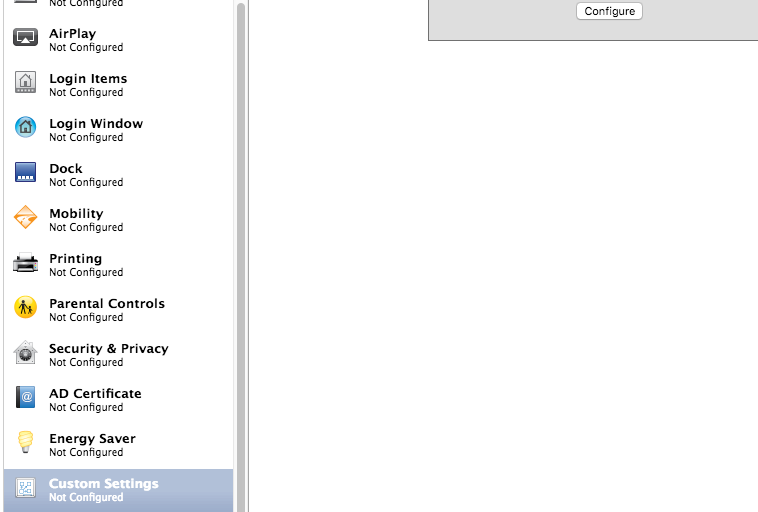 Not Configured
Configure
AirPlay
Not Configured
Login Items
Not Configured
Login Window
Not Configured
Dock
Not Configured
Mobility
Not Configured
Printing
Not Configured
Parental Controls
Not Configured
Security & Privacy
Not Configured
AD Certificate
Not Configured
Energy Saver
Not Configured
Custom Settings
Not Configured